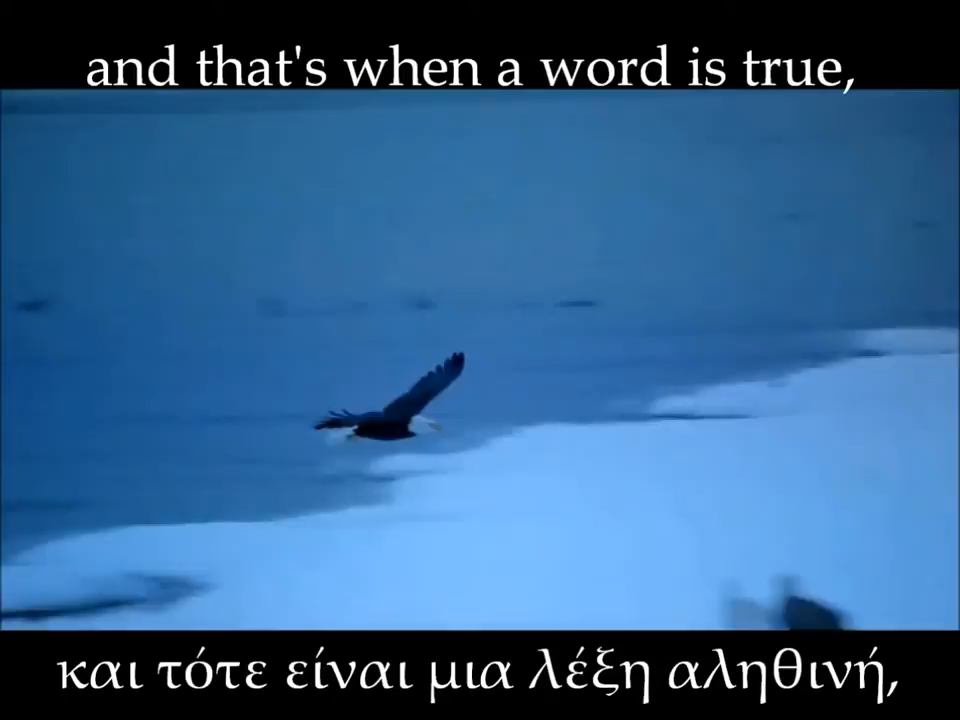 and that's when a word is true,
και τότε είναι μια λέξη αληθινή,